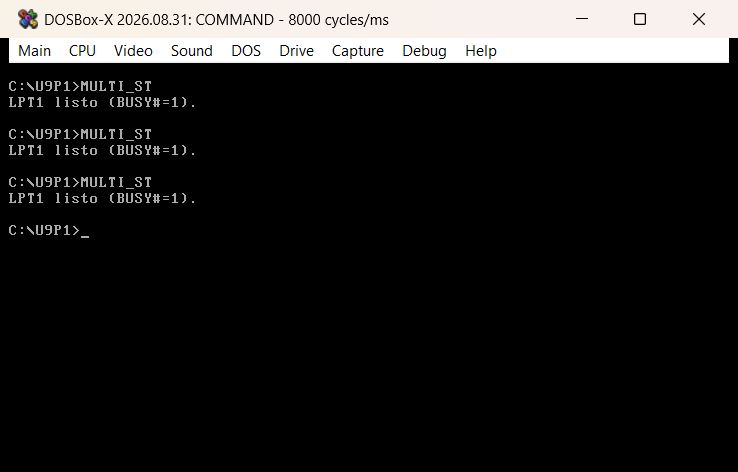 DOSBox-X 2026.08.31: COMMAND - 8000 cycles/ms
Main CPU Video Sound DOS Drive Capture Debug Help
C:\U9P1>MULTI_ST
LPT1 listo (BUSY#=1).
C:\U9P1>MULTI_ST
LPT1 listo (BUSY#=1).
C:\U9P1>MULTI_ST
LPT1 listo (BUSY#=1).
C:\U9P1>_